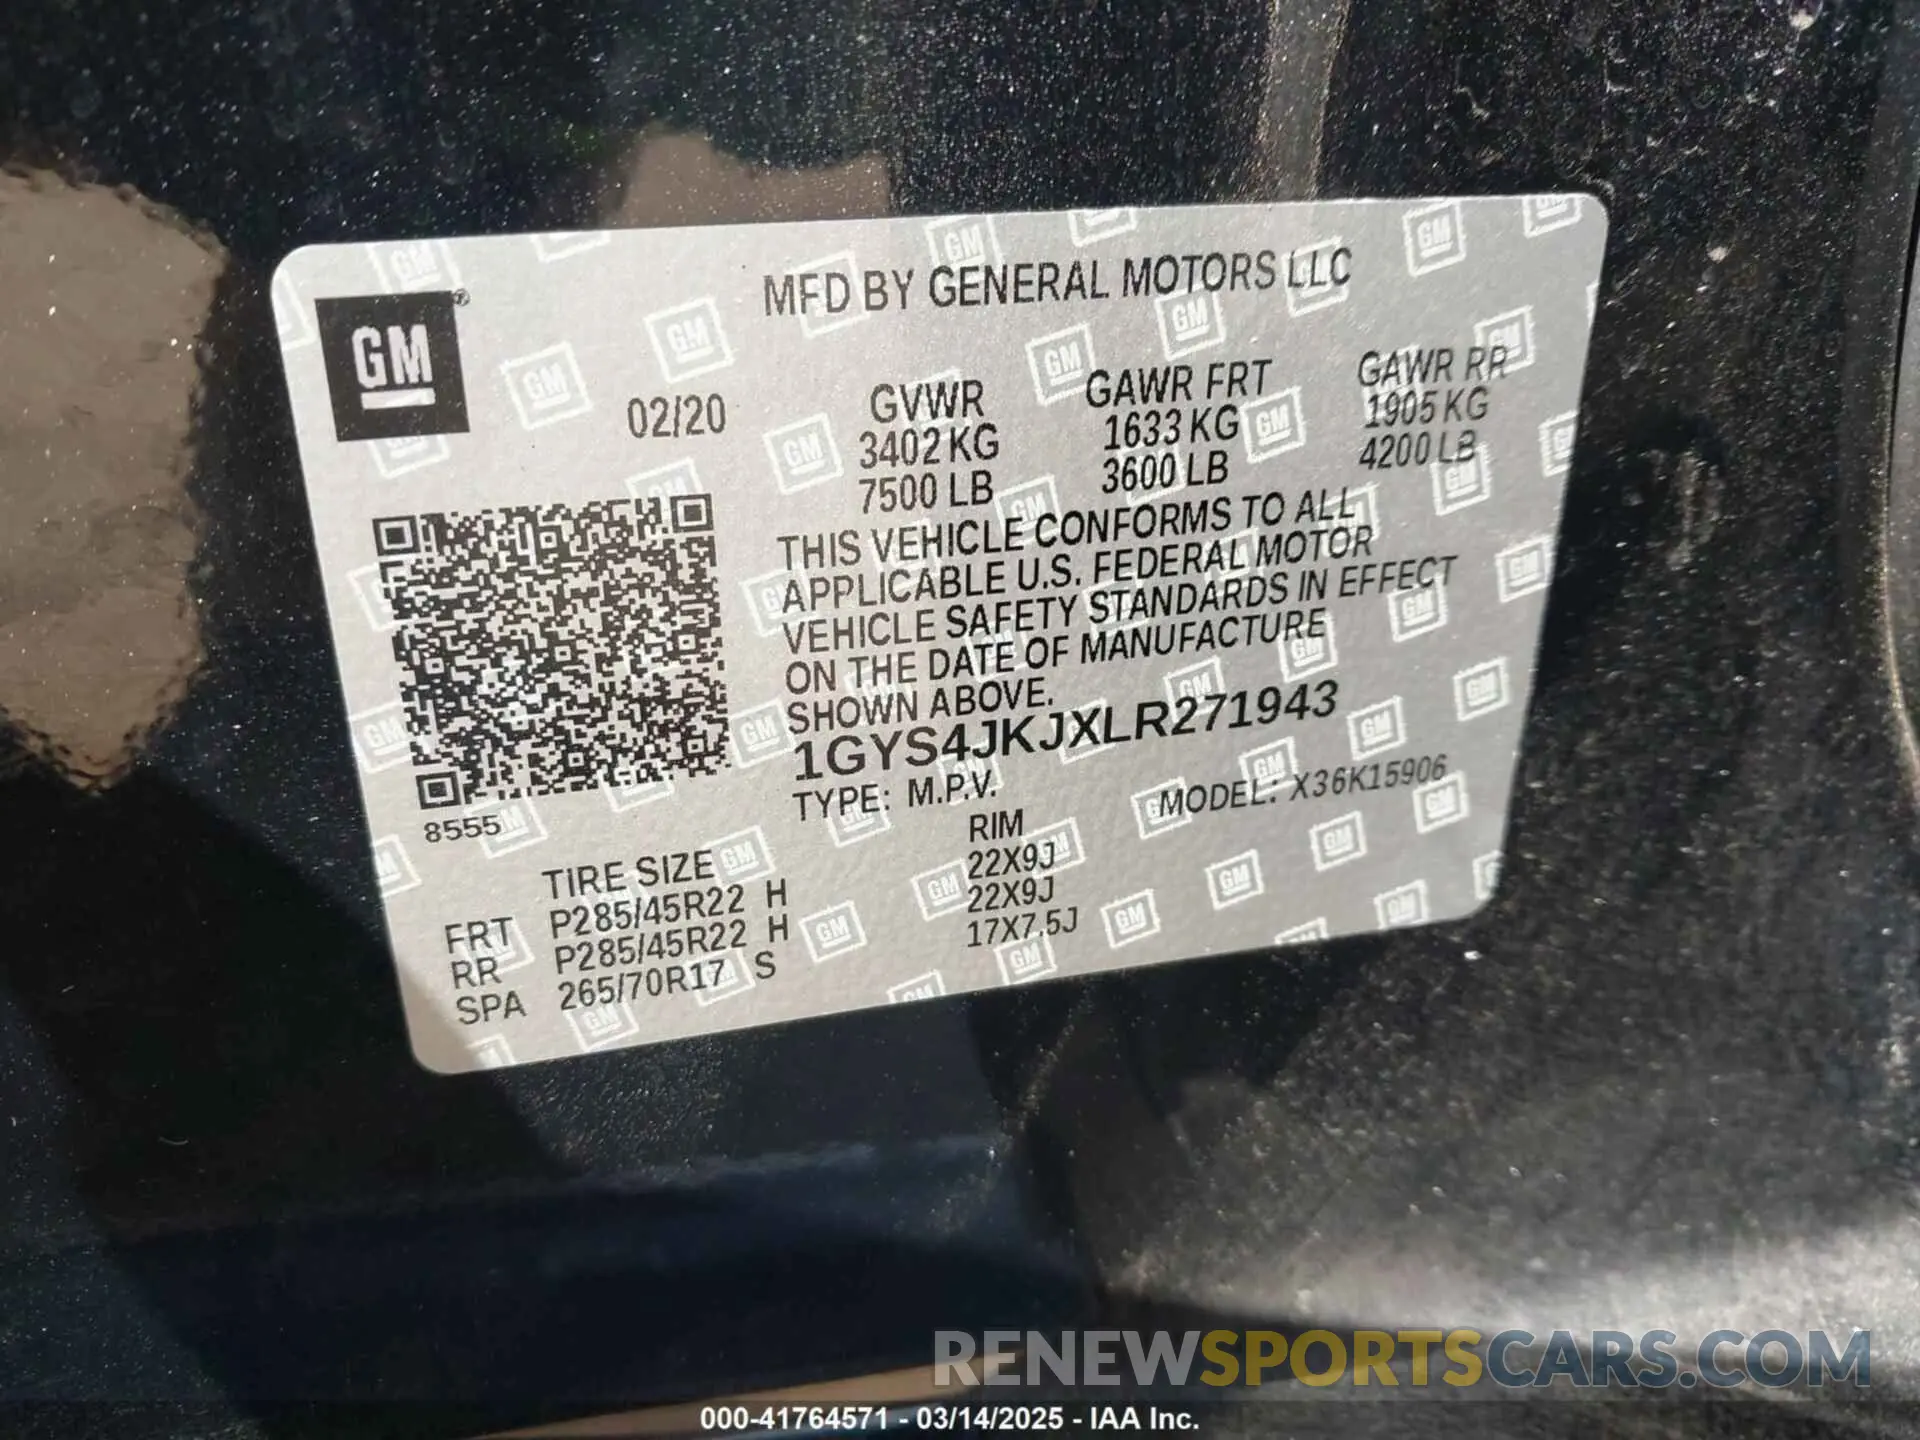 MFD BY GENERAL MOTORS LLC
GM®
02/20
GVWR GAWR FRT GAWR RR
3402 KG 1633 KG 1905 KG
7500 LB 3600 LB 4200 LB
THIS VEHICLE CONFORMS TO ALL
APPLICABLE U.S. FEDERAL MOTOR
VEHICLE SAFETY STANDARDS IN EFFECT
ON THE DATE OF MANUFACTURE
SHOWN ABOVE.
1GYS4JKJXLR271943
TYPE: M.P.V. MODEL: X36K15906
8555
TIRE SIZE RIM
FRT P285/45R22 H 22X9J
RR P285/45R22 H 22X9J
SPA 265/70R17 S 17X7.5J
RENEWSPORTSCARS.COM
000-41764571 - 03/14/2025 - IAA Inc.